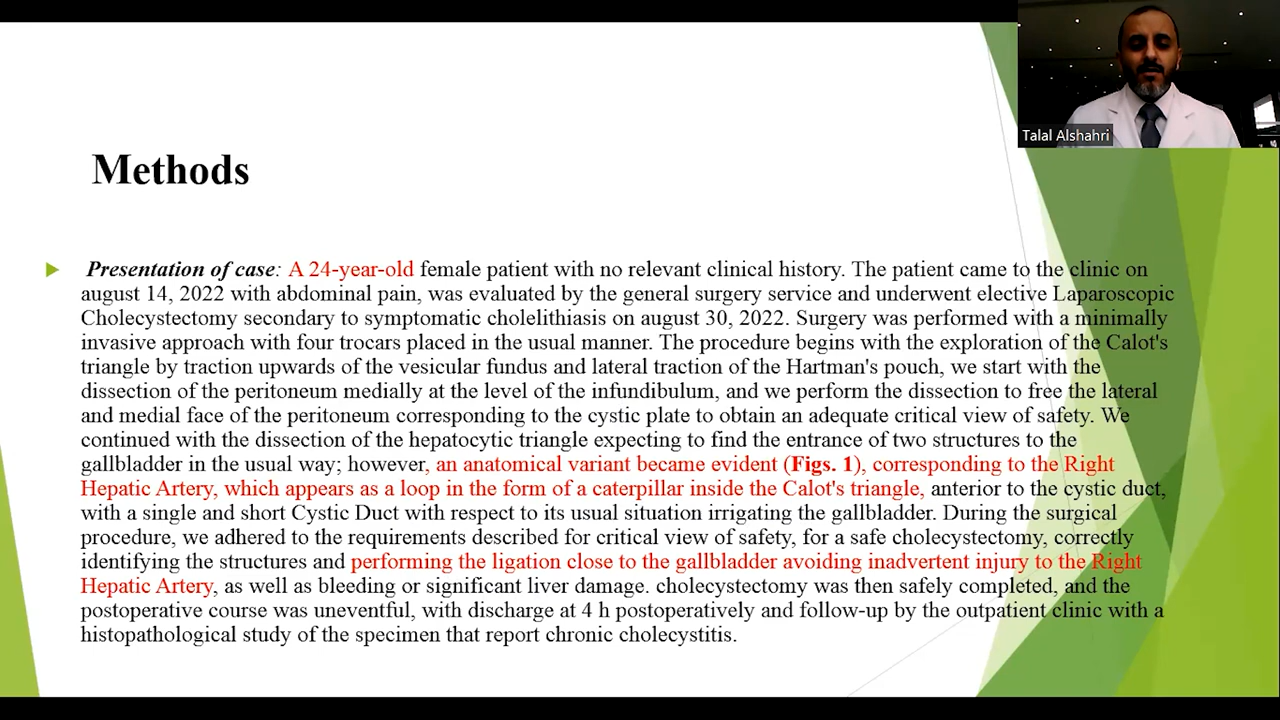 Talal Alshahri
Methods
Presentation of case: A 24-year-old female patient with no relevant clinical history. The patient came to the clinic on
august 14, 2022 with abdominal pain, was evaluated by the general surgery service and underwent elective Laparoscopic
Cholecystectomy secondary to symptomatic cholelithiasis on august 30, 2022. Surgery was performed with a minimally
invasive approach with four trocars placed in the usual manner. The procedure begins with the exploration of the Calot's
triangle by traction upwards of the vesicular fundus and lateral traction of the Hartman's pouch, we start with the
dissection of the peritoneum medially at the level of the infundibulum, and we perform the dissection to free the lateral
and medial face of the peritoneum corresponding to the cystic plate to obtain an adequate critical view of safety. We
continued with the dissection of the hepatocytic triangle expecting to find the entrance of two structures to the
gallbladder in the usual way; however, an anatomical variant became evident (Figs. 1), corresponding to the Right
Hepatic Artery, which appears as a loop in the form of a caterpillar inside the Calot's triangle, anterior to the cystic duct,
with a single and short Cystic Duct with respect to its usual situation irrigating the gallbladder. During the surgical
procedure, we adhered to the requirements described for critical view of safety, for a safe cholecystectomy, correctly
identifying the structures and performing the ligation close to the gallbladder avoiding inadvertent injury to the Right
Hepatic Artery, as well as bleeding or significant liver damage. cholecystectomy was then safely completed, and the
postoperative course was uneventful, with discharge at 4 h postoperatively and follow-up by the outpatient clinic with a
histopathological study of the specimen that report chronic cholecystitis.